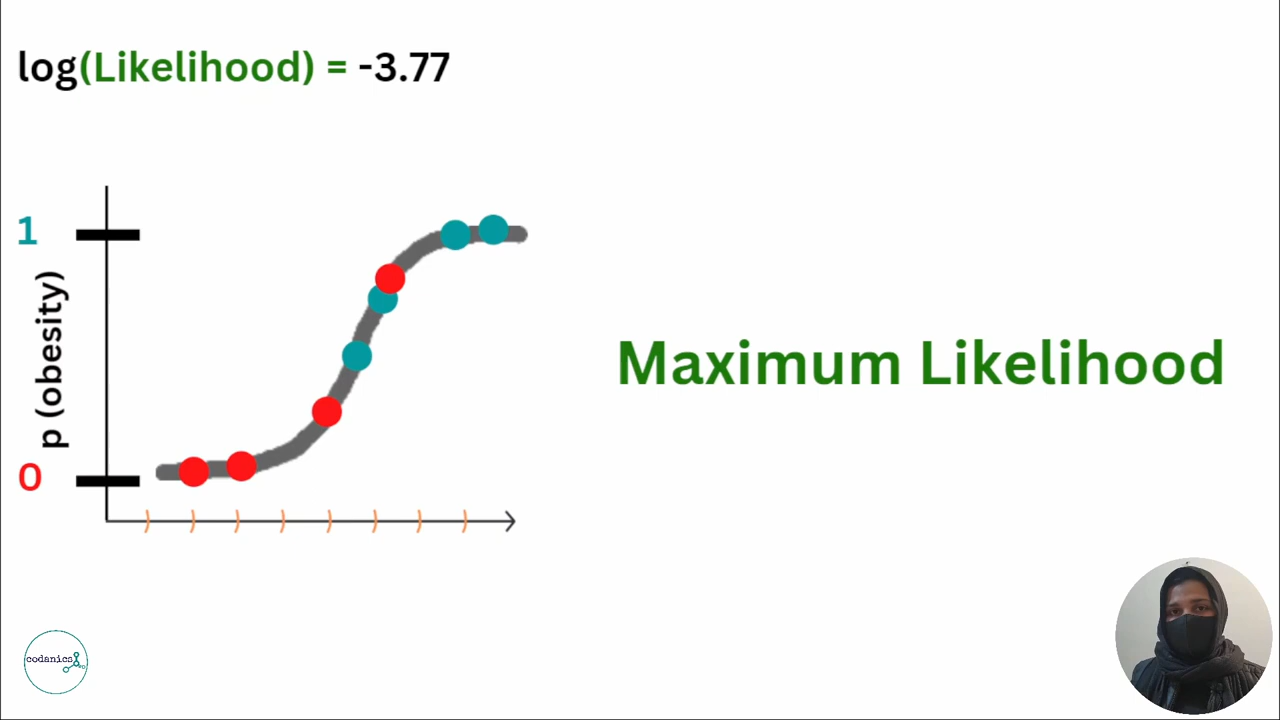 log(Likelihood) = -3.77
1
p (obesity)
0
Maximum Likelihood
codanics